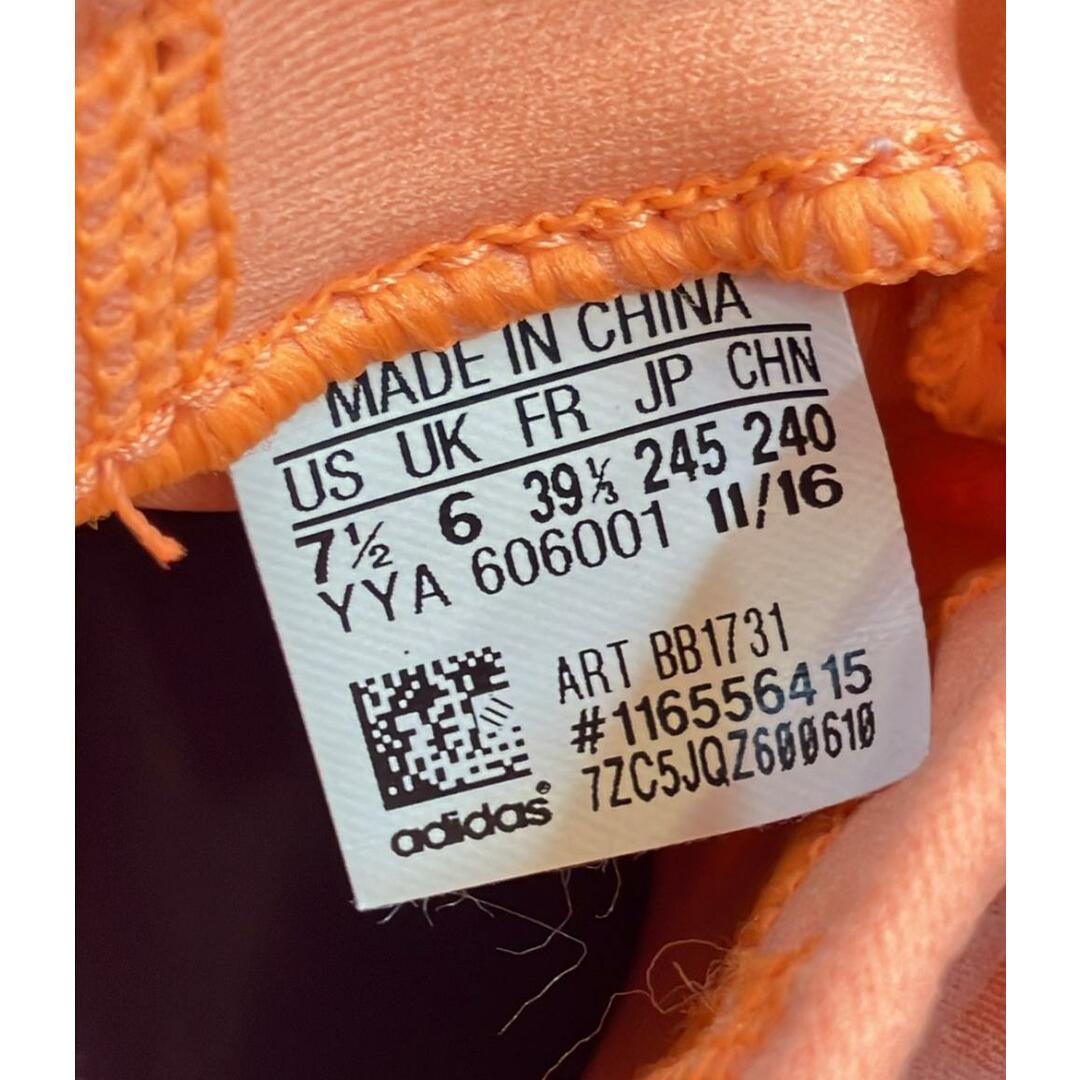 MADE IN CHINA
US UK FR JP CHN
7½ 6 39⅓ 245 240
YYA 606001 11/16
ART BB1731
#116556415
7ZC5JQZ600610
adidas®